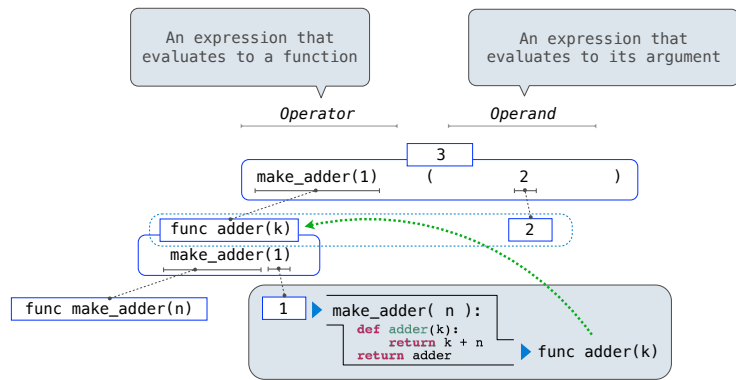 An expression that
evaluates to a function
An expression that
evaluates to its argument
Operator
Operand
3
make_adder(1) ( 2 )
func adder(k)
2
make_adder(1)
func make_adder(n)
1
make_adder( n ):
def adder(k):
return k + n
return adder
func adder(k)